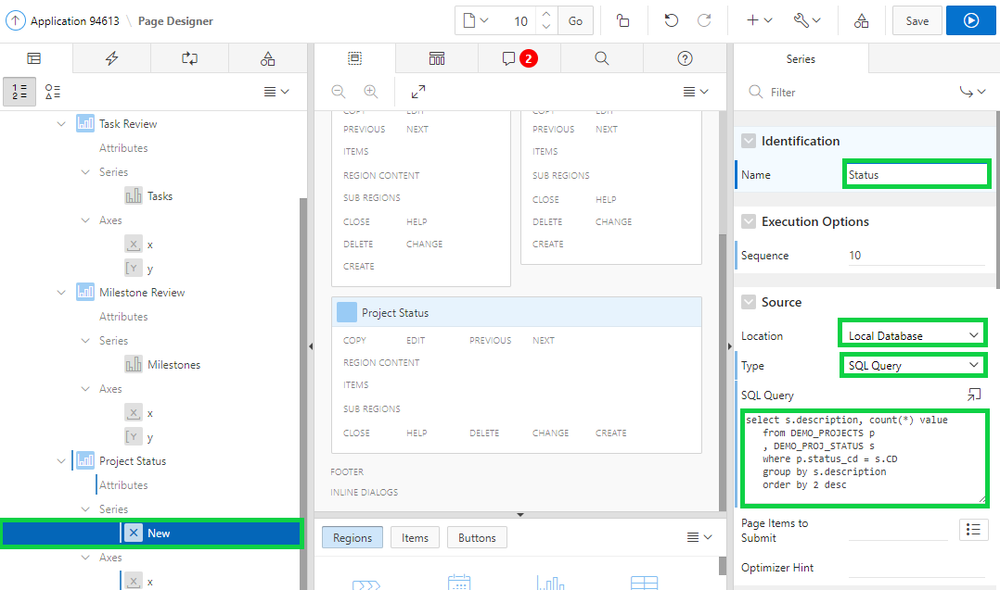 Application 94613 \ Page Designer
10
Go
Save
2
Series
Filter
Task Review
Attributes
Series
Tasks
Axes
x
y
Milestone Review
Attributes
Series
Milestones
Axes
x
y
Project Status
Attributes
Series
New
Axes
x
COPY EDIT
PREVIOUS NEXT
ITEMS
REGION CONTENT
SUB REGIONS
CLOSE HELP
DELETE CHANGE
CREATE
COPY EDIT
PREVIOUS NEXT
ITEMS
SUB REGIONS
CLOSE HELP
DELETE CHANGE
CREATE
Project Status
COPY EDIT PREVIOUS NEXT
REGION CONTENT
ITEMS
SUB REGIONS
CLOSE HELP DELETE CHANGE CREATE
FOOTER
INLINE DIALOGS
Regions Items Buttons
Identification
Name Status
Execution Options
Sequence 10
Source
Location Local Database
Type SQL Query
SQL Query
select s.description, count(*) value
from DEMO_PROJECTS p
, DEMO_PROJ_STATUS s
where p.status_cd = s.CD
group by s.description
order by 2 desc
Page Items to
Submit
Optimizer Hint